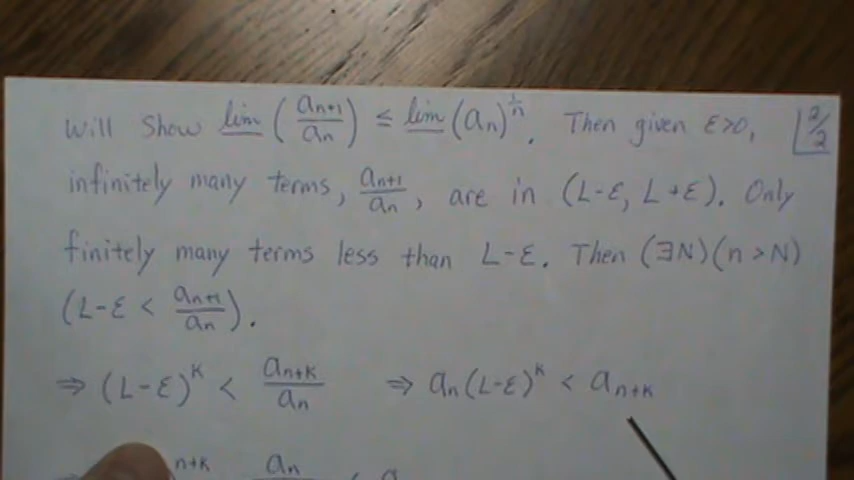 Will Show lim (aₙ₊₁/aₙ) ≤ lim (aₙ)^(1/n). Then given ε>0, 2/2
infinitely many terms, aₙ₊₁/aₙ, are in (L-ε, L+ε). Only
finitely many terms less than L-ε. Then (∃N)(n>N)
(L-ε < aₙ₊₁/aₙ).
⇒ (L-ε)^K < aₙ₊ₖ/aₙ ⇒ aₙ(L-ε)^K < aₙ₊ₖ
n+K aₙ